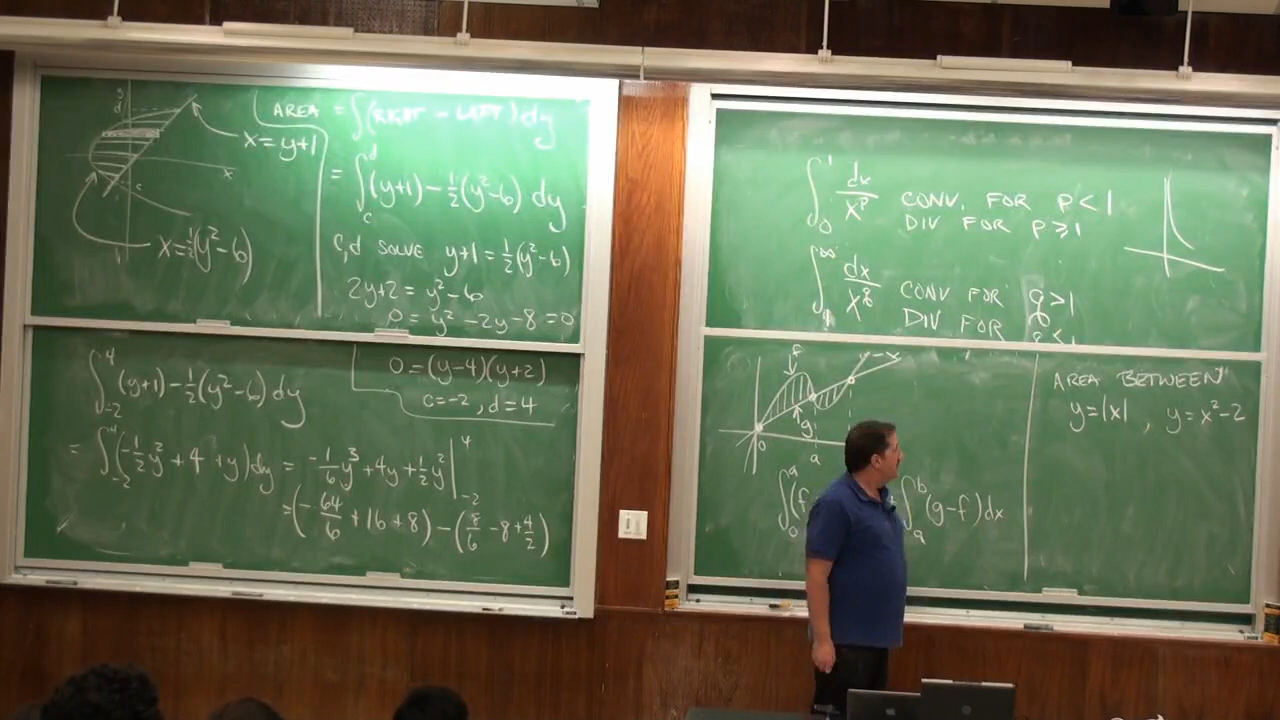 y
d
AREA = ∫(RIGHT - LEFT) dy
x = y+1
x
c
= ∫_c^d (y+1) - ½(y²-6) dy
x = ½(y²-6)
c,d SOLVE y+1 = ½(y²-6)
2y+2 = y²-6
0 = y²-2y-8 = 0
∫_{-2}^4 (y+1) - ½(y²-6) dy
0 = (y-4)(y+2)
c=-2, d=4
= ∫_{-2}^4 (-½y² + 4 + y) dy = -1/6 y³ + 4y + ½y² |_{-2}^4
= (-64/6 + 16 + 8) - (8/6 - 8 + 4/2)
∫_0^1 dx/x^p CONV. FOR p < 1
DIV FOR p ≥ 1
∫_1^∞ dx/x^q CONV FOR q > 1
DIV FOR
f
g
0
a
∫_0^a (f
∫_a^b (g-f) dx
AREA BETWEEN
y=|x| , y = x²-2